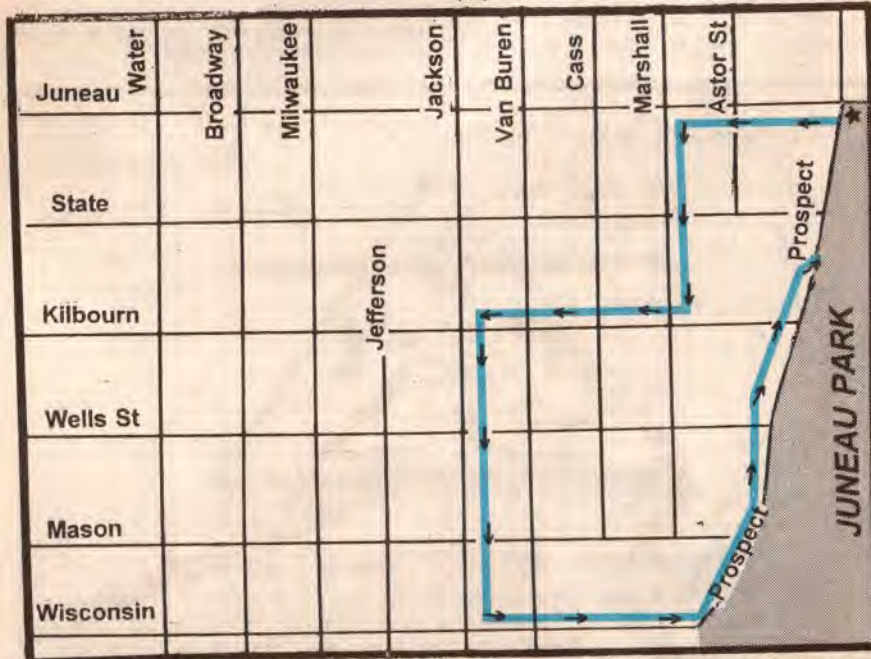 Water
Broadway
Milwaukee
Jackson
Van Buren
Cass
Marshall
Astor St
Juneau
State
Prospect
Jefferson
Kilbourn
Wells St
JUNEAU PARK
Mason
Prospect
Wisconsin